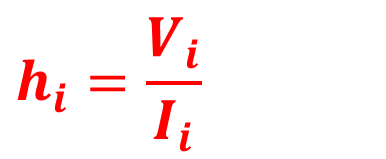 h_i = V_i / I_i